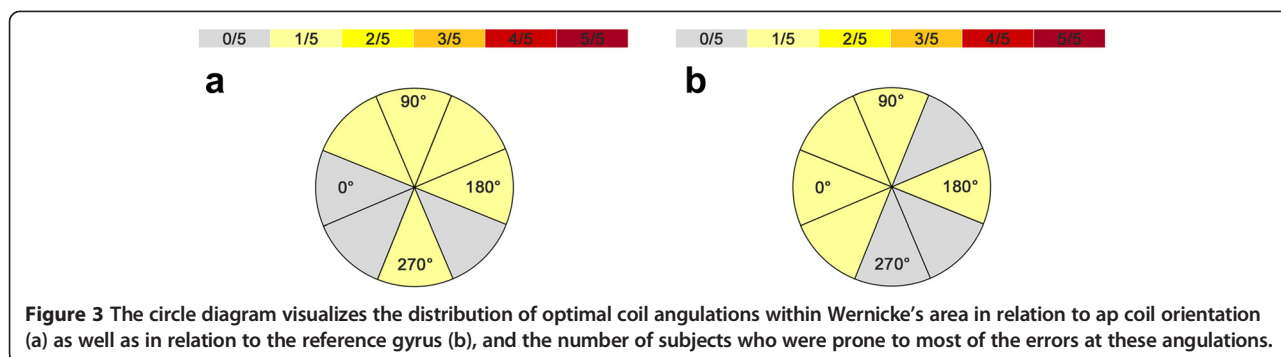 0/5 1/5 2/5 3/5 4/5 5/5 0/5 1/5 2/5 3/5 4/5 5/5
a b
90° 90°
0° 180° 0° 180°
270° 270°
Figure 3 The circle diagram visualizes the distribution of optimal coil angulations within Wernicke's area in relation to ap coil orientation
(a) as well as in relation to the reference gyrus (b), and the number of subjects who were prone to most of the errors at these angulations.